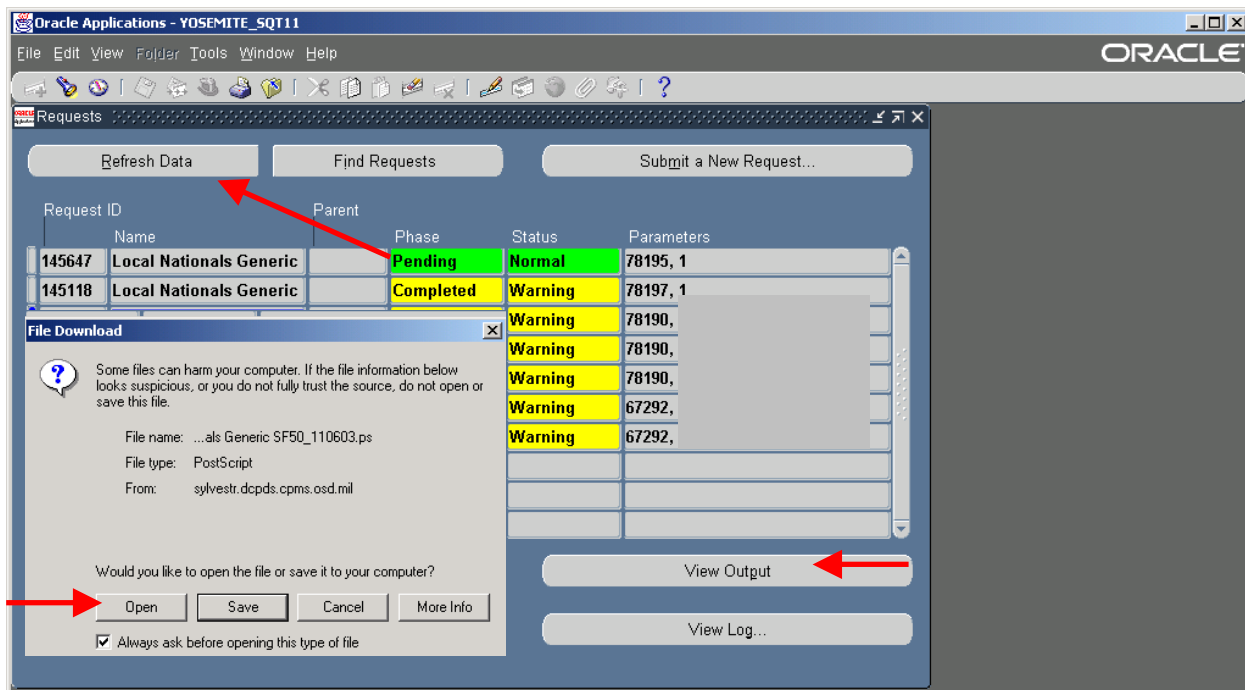 Oracle Applications - YOSEMITE_SQT11
File Edit View Folder Tools Window Help
ORACLE
Requests
Refresh Data Find Requests Submit a New Request...
Request ID Parent
Name Phase Status Parameters
145647 Local Nationals Generic Pending Normal 78195, 1
145118 Local Nationals Generic Completed Warning 78197, 1
Warning 78190,
Warning 78190,
Warning 78190,
Warning 67292,
Warning 67292,
File Download
Some files can harm your computer. If the file information below
looks suspicious, or you do not fully trust the source, do not open or
save this file.
File name: ...als Generic SF50_110603.ps
File type: PostScript
From: sylvestr.dcpds.cpms.osd.mil
Would you like to open the file or save it to your computer?
Open Save Cancel More Info
Always ask before opening this type of file
View Output
View Log...